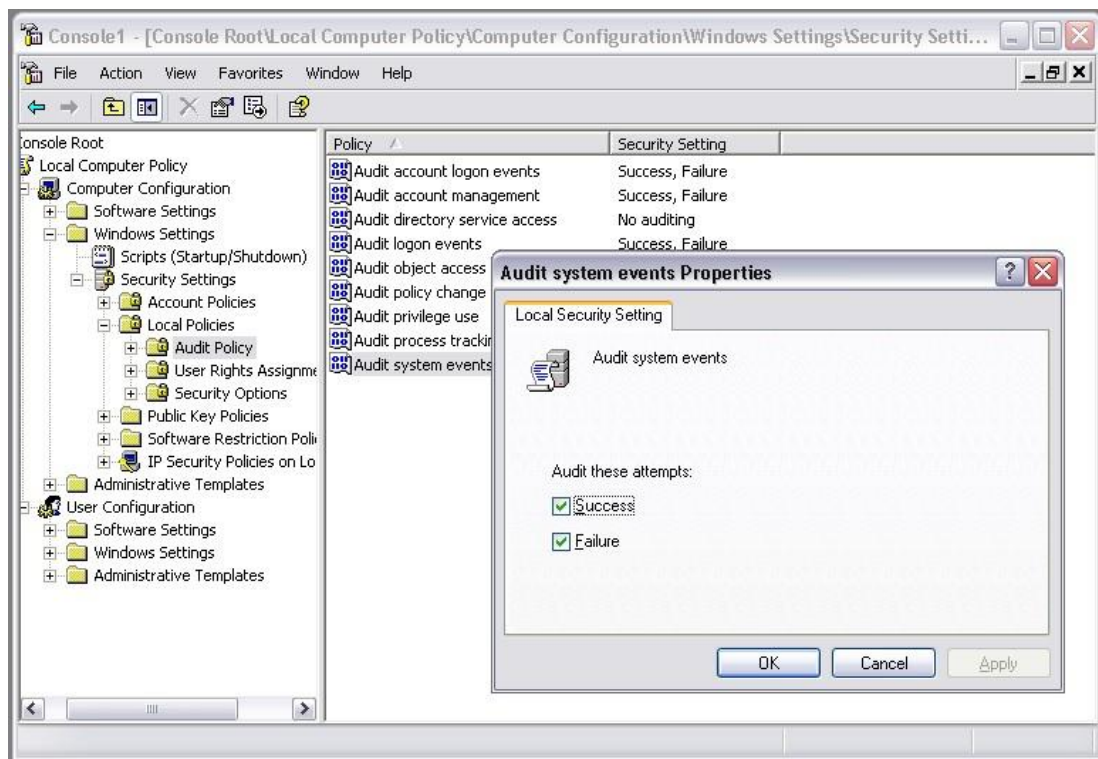 Console1 - [Console Root\Local Computer Policy\Computer Configuration\Windows Settings\Security Setti...
File Action View Favorites Window Help
onsole Root
Local Computer Policy
Computer Configuration
Software Settings
Windows Settings
Scripts (Startup/Shutdown)
Security Settings
Account Policies
Local Policies
Audit Policy
User Rights Assignme
Security Options
Public Key Policies
Software Restriction Poli
IP Security Policies on Lo
Administrative Templates
User Configuration
Software Settings
Windows Settings
Administrative Templates
Policy Security Setting
Audit account logon events Success, Failure
Audit account management Success, Failure
Audit directory service access No auditing
Audit logon events Success, Failure
Audit object access
Audit policy change
Audit privilege use
Audit process trackin
Audit system events
Audit system events Properties
Local Security Setting
Audit system events
Audit these attempts:
Success
Failure
OK Cancel Apply